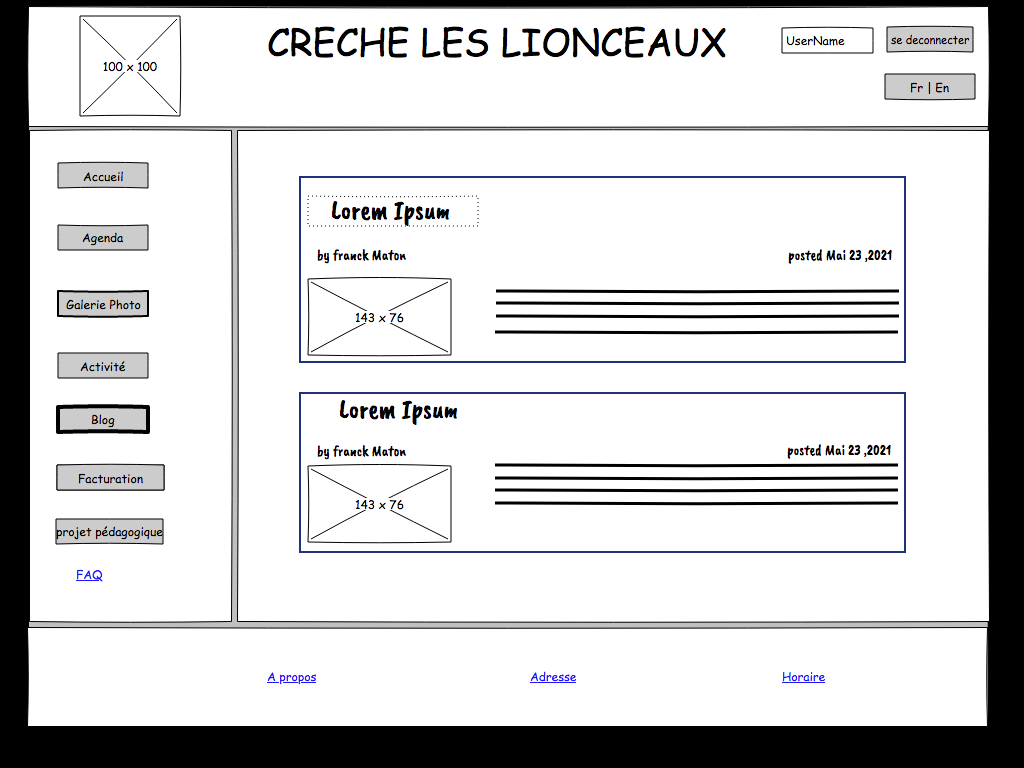 100 x 100
CRECHE LES LIONCEAUX
UserName
se deconnecter
Fr | En
Accueil
Agenda
Galerie Photo
Activité
Blog
Facturation
projet pédagogique
FAQ
Lorem Ipsum
by franck Maton
posted Mai 23 ,2021
143 x 76
Lorem Ipsum
by franck Maton
posted Mai 23 ,2021
143 x 76
A propos
Adresse
Horaire